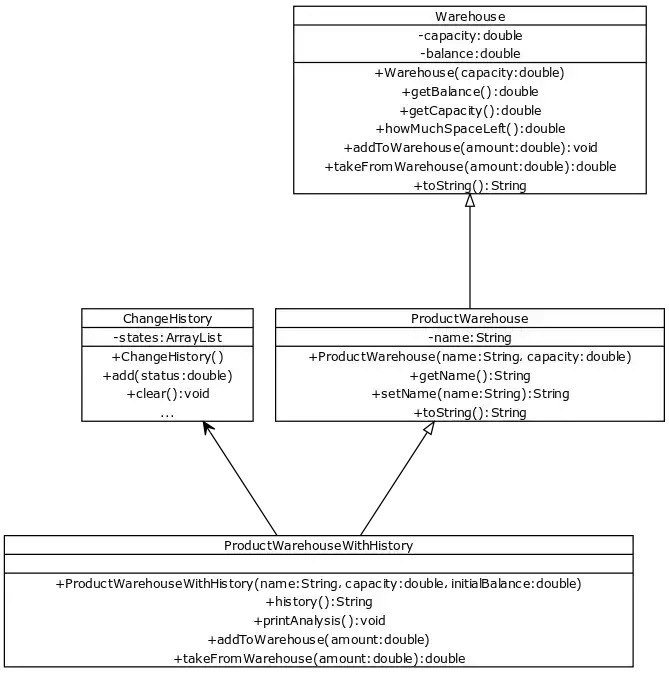 Warehouse
-capacity:double
-balance:double
+Warehouse(capacity:double)
+getBalance():double
+getCapacity():double
+howMuchSpaceLeft():double
+addToWarehouse(amount:double):void
+takeFromWarehouse(amount:double):double
+toString():String
ChangeHistory
-states:ArrayList
+ChangeHistory()
+add(status:double)
+clear():void
...
ProductWarehouse
-name:String
+ProductWarehouse(name:String, capacity:double)
+getName():String
+setName(name:String):String
+toString():String
ProductWarehouseWithHistory
+ProductWarehouseWithHistory(name:String, capacity:double, initialBalance:double)
+history():String
+printAnalysis():void
+addToWarehouse(amount:double)
+takeFromWarehouse(amount:double):double